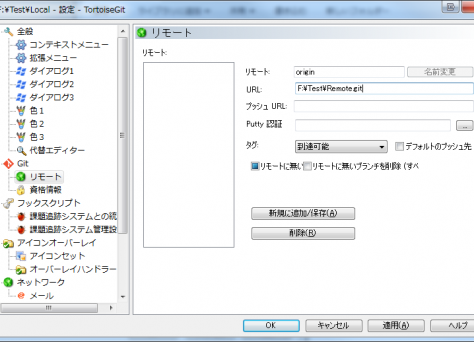 F:¥Test¥Local - 設定 - TortoiseGit
全般
コンテキストメニュー
拡張メニュー
ダイアログ1
ダイアログ2
ダイアログ3
色1
色2
色3
代替エディター
Git
リモート
資格情報
フックスクリプト
課題追跡システムとの統
課題追跡システム管理設
アイコンオーバーレイ
アイコンセット
オーバーレイハンドラー
ネットワーク
メール
リモート
リモート:
リモート: origin 名前変更
URL: F:¥Test¥Remote.git
プッシュ URL:
Putty 認証 ...
タグ: 到達可能 デフォルトのプッシュ先
リモートに無い リモートに無いブランチを削除 (すべ
新規に追加/保存(A)
削除(R)
OK キャンセル 適用(A) ヘルプ